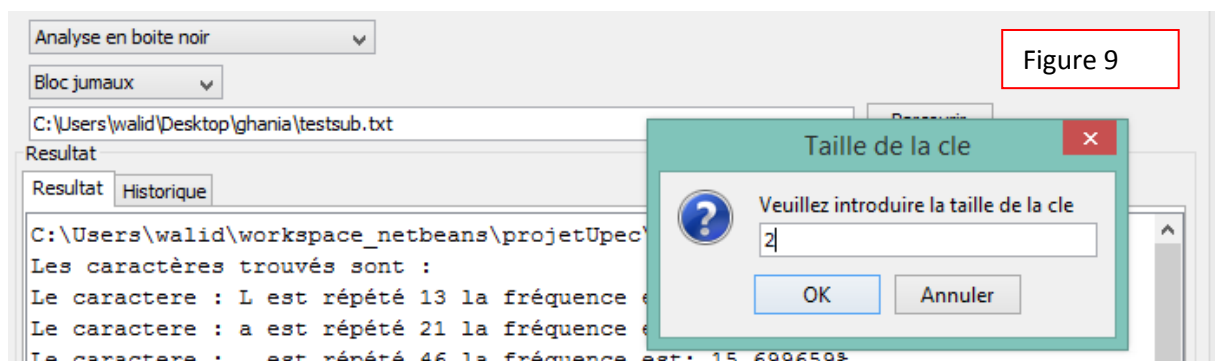 Analyse en boite noir
Figure 9
Bloc jumaux
C:\Users\walid\Desktop\ghania\testsub.txt
Parcourir
Taille de la cle
Resultat
Resultat Historique
Veuillez introduire la taille de la cle
2
OK Annuler
C:\Users\walid\workspace_netbeans\projetUpec\
Les caractères trouvés sont :
Le caractere : L est répété 13 la fréquence
Le caractere : a est répété 21 la fréquence
Le caractere : est répété 46 la fréquence est: 15.699659%